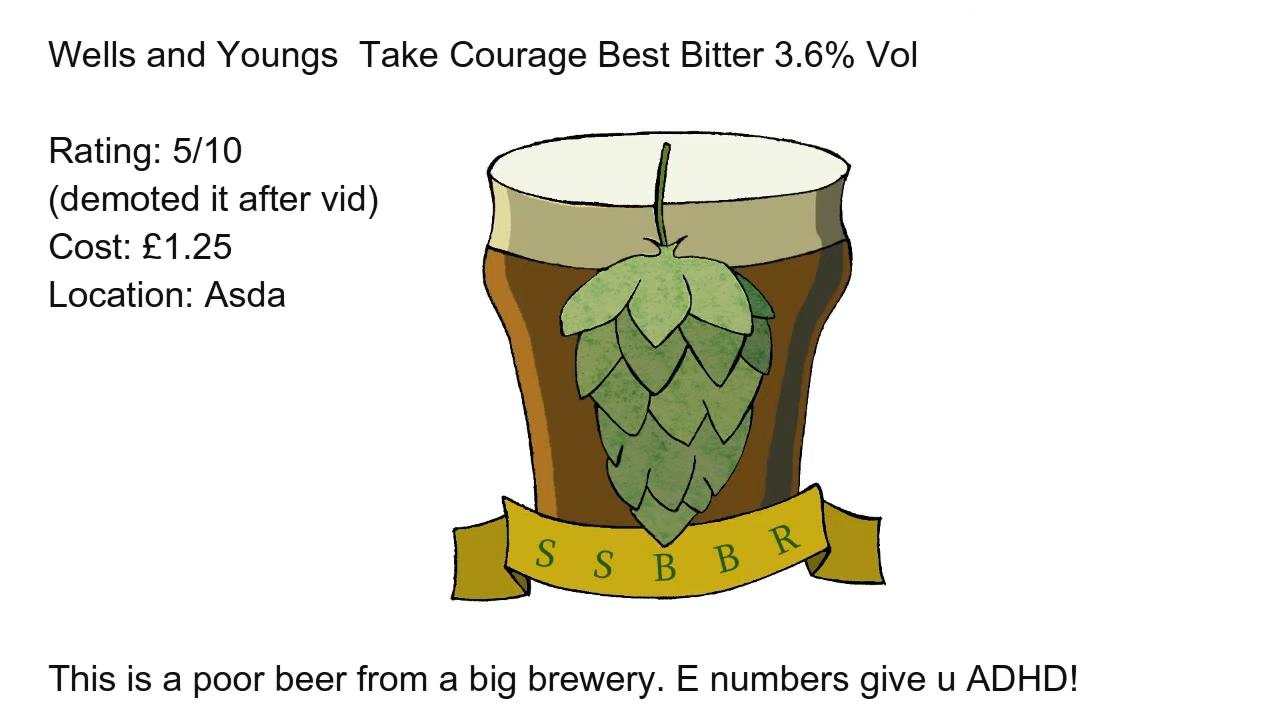 Wells and Youngs  Take Courage Best Bitter 3.6% Vol
Rating: 5/10
(demoted it after vid)
Cost: £1.25
Location: Asda
S S B B R
This is a poor beer from a big brewery. E numbers give u ADHD!